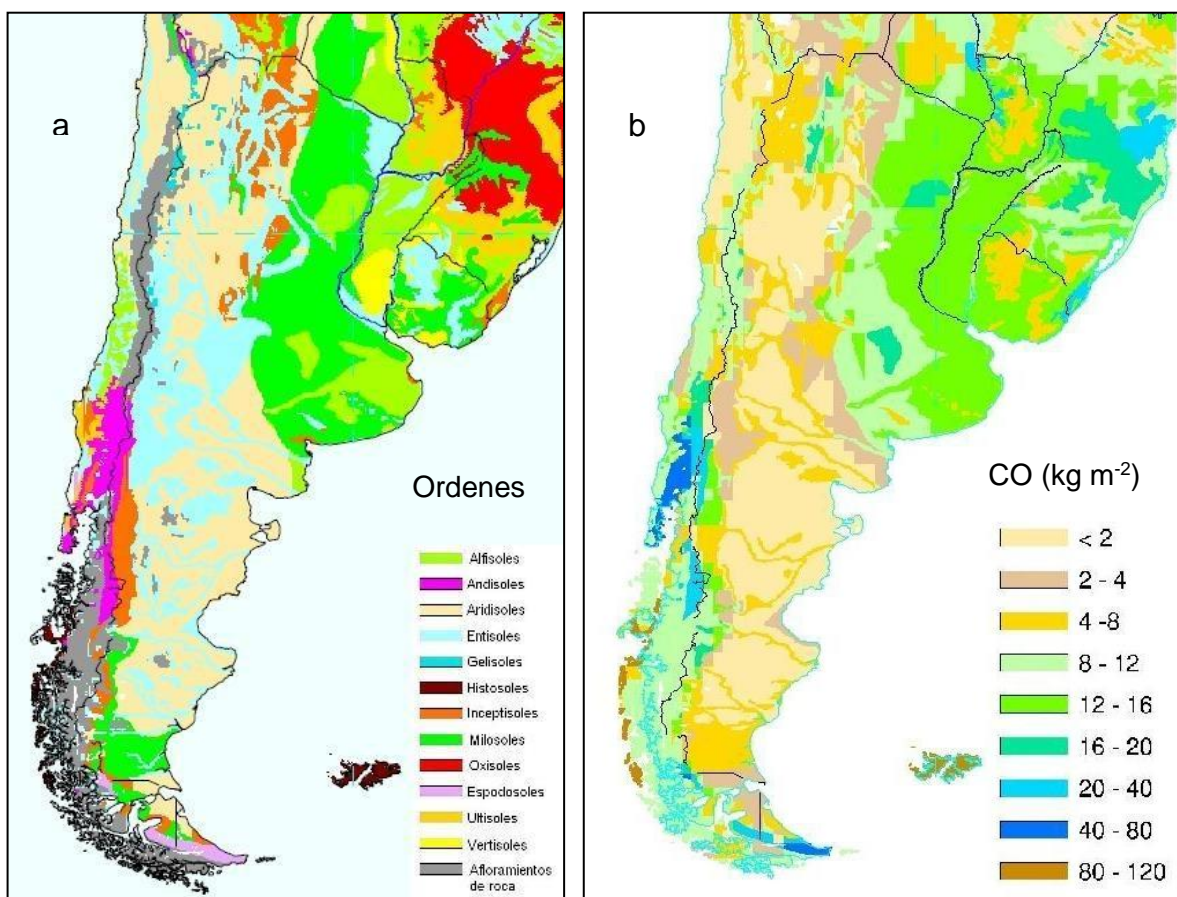 a
Ordenes
Alfisoles
Andisoles
Aridisoles
Entisoles
Gelisoles
Histosoles
Inceptisoles
Milosoles
Oxisoles
Espodosoles
Ultisoles
Vertisoles
Afloramientos
de roca
b
CO (kg m-2)
< 2
2 - 4
4 -8
8 - 12
12 - 16
16 - 20
20 - 40
40 - 80
80 - 120